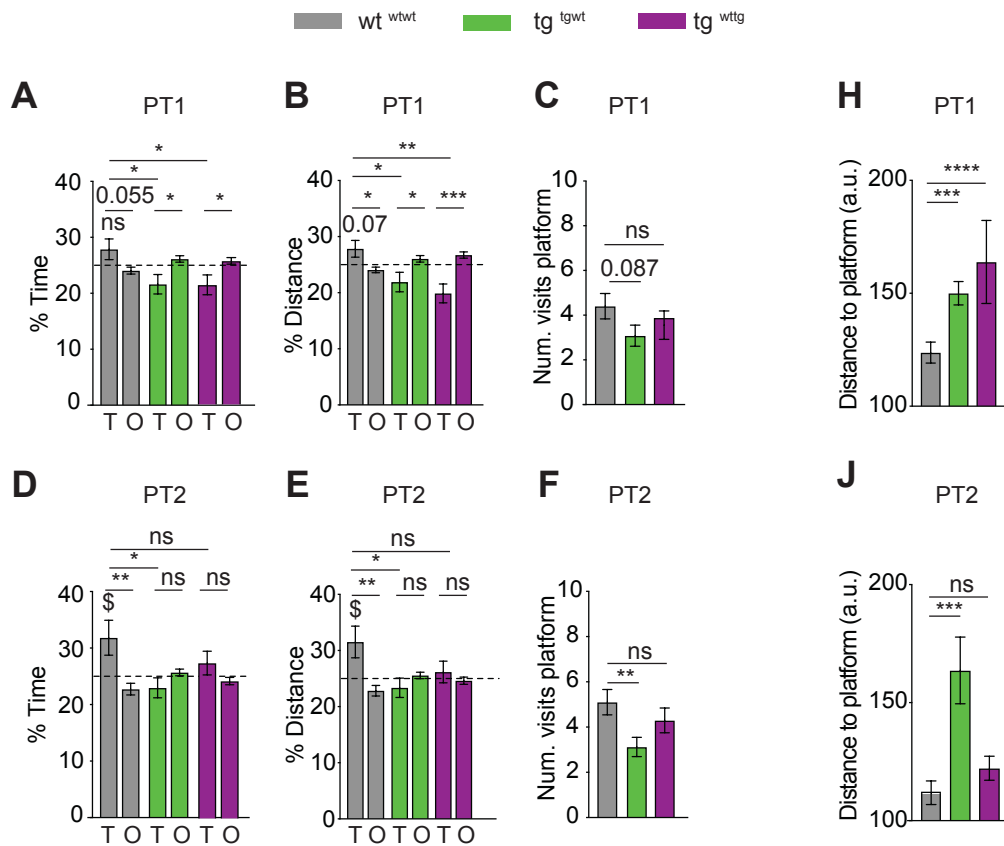 wt wtwt tg tgwt tg wttg
A PT1
* 
* 
0.055 * *
ns
% Time
40
30
20
10
0
T O T O T O
B PT1
**
*
* * ***
0.07
% Distance
40
30
20
10
0
T O T O T O
C PT1
ns
0.087
Num. visits platform
10
8
6
4
2
0
H PT1
****
***
Distance to platform (a.u.)
200
150
100
D PT2
ns
*
** ns ns
$
% Time
40
30
20
10
0
T O T O T O
E PT2
ns
*
** ns ns
$
% Distance
40
30
20
10
0
T O T O T O
F PT2
ns
**
Num. visits platform
10
8
6
4
2
0
J PT2
ns
***
Distance to platform (a.u.)
200
150
100